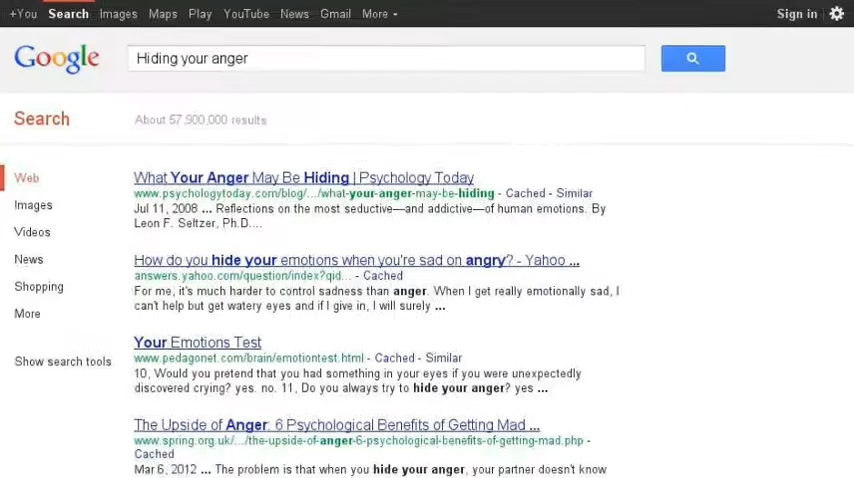 +You Search Images Maps Play YouTube News Gmail More Sign in
Google Hiding your anger
Search About 57,900,000 results
Web
Images
Videos
News
Shopping
More
Show search tools
What Your Anger May Be Hiding | Psychology Today
www.psychologytoday.com/blog/.../what-your-anger-may-be-hiding - Cached - Similar
Jul 11, 2008 ... Reflections on the most seductive—and addictive—of human emotions. By
Leon F. Seltzer, Ph.D....
How do you hide your emotions when you're sad on angry? - Yahoo ...
answers.yahoo.com/question/index?qid... - Cached
For me, it's much harder to control sadness than anger. When I get really emotionally sad, I
can't help but get watery eyes and if I give in, I will surely ...
Your Emotions Test
www.pedagonet.com/brain/emotiontest.html - Cached - Similar
10, Would you pretend that you had something in your eyes if you were unexpectedly
discovered crying? yes. no. 11, Do you always try to hide your anger? yes ...
The Upside of Anger: 6 Psychological Benefits of Getting Mad ...
www.spring.org.uk/.../the-upside-of-anger-6-psychological-benefits-of-getting-mad.php -
Cached
Mar 6, 2012 ... The problem is that when you hide your anger, your partner doesn't know